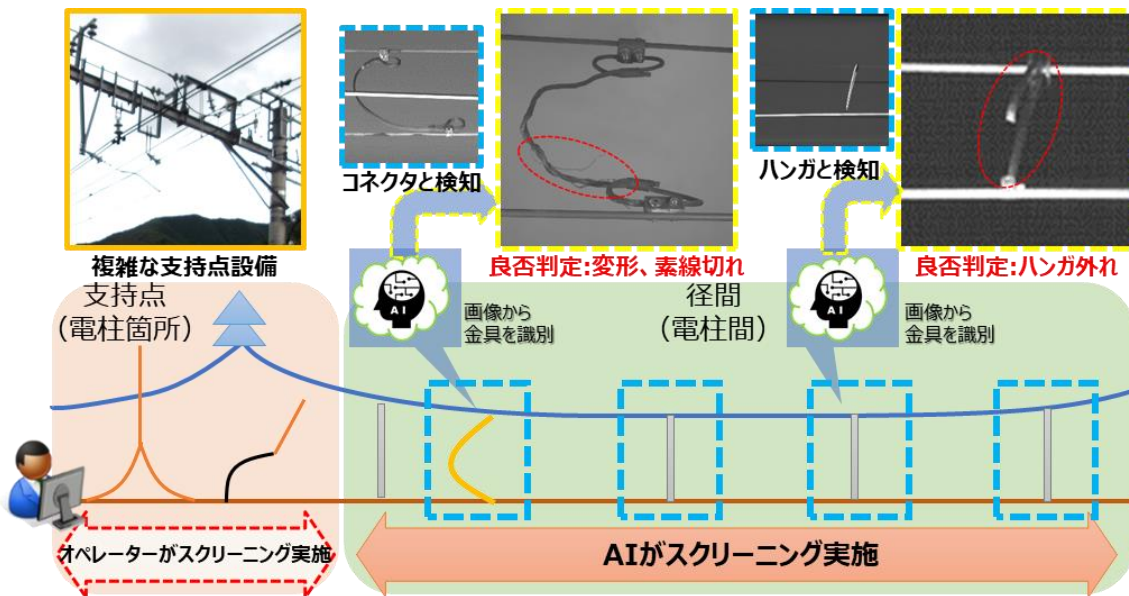 コネクタと検知
ハンガと検知
複雑な支持点設備
良否判定:変形、素線切れ
良否判定:ハンガ外れ
支持点
（電柱箇所）
AI
画像から
金具を識別
径間
（電柱間）
AI
画像から
金具を識別
オペレーターがスクリーニング実施
AIがスクリーニング実施